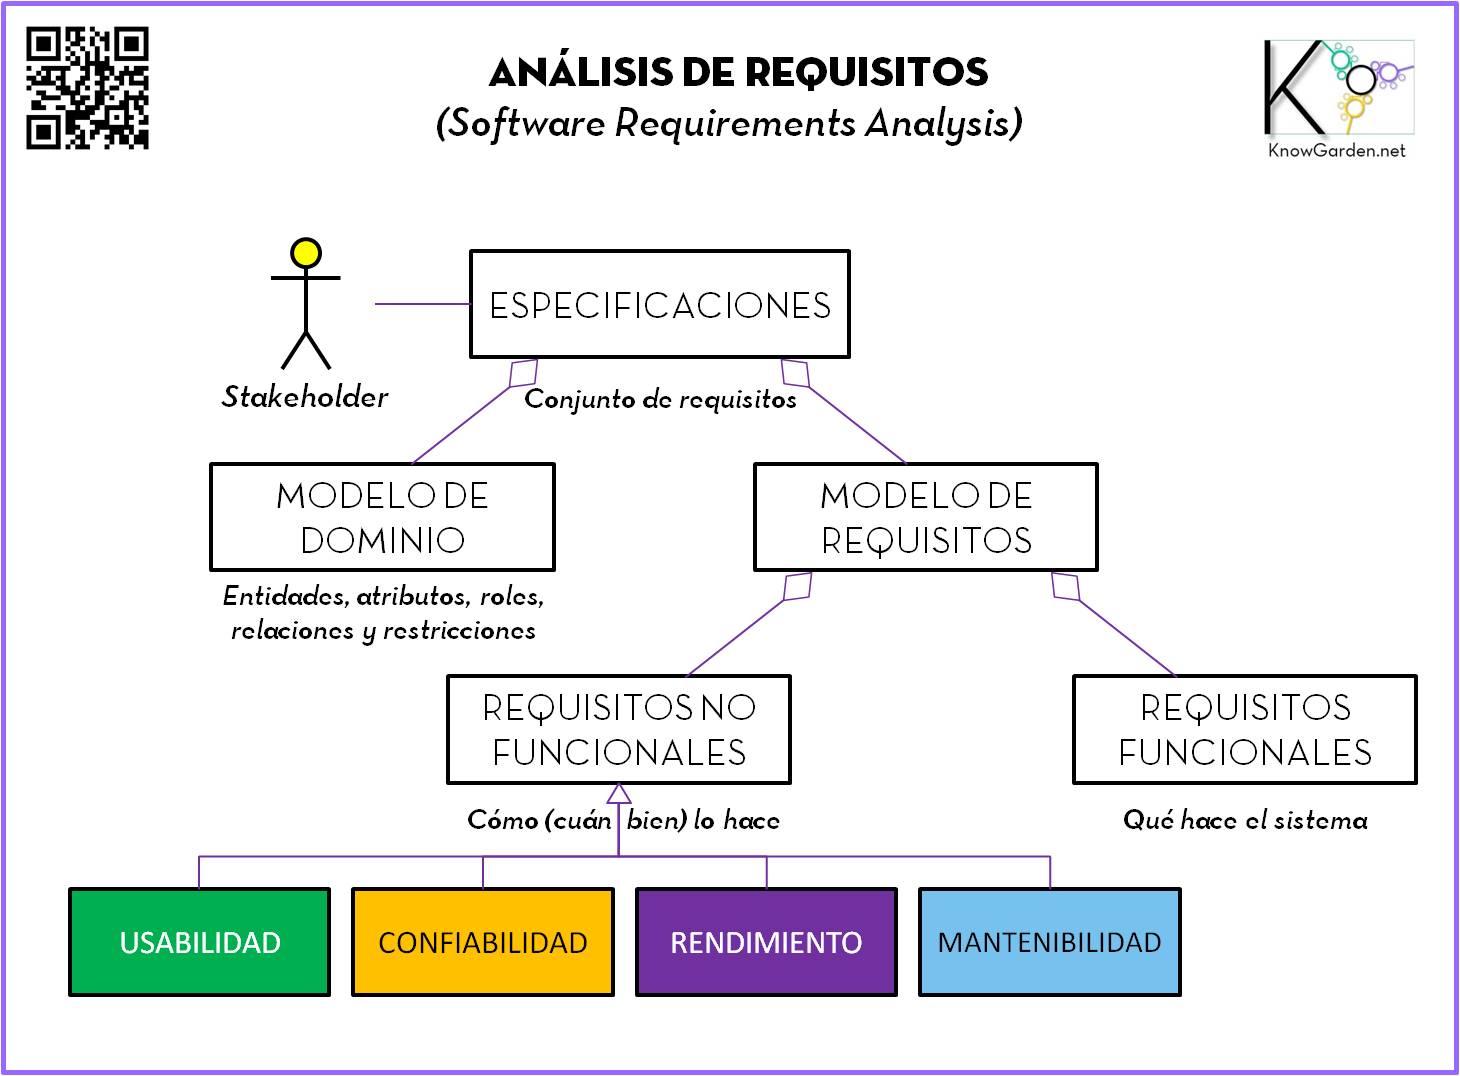 ANÁLISIS DE REQUISITOS
(Software Requirements Analysis)
K
KnowGarden.net
ESPECIFICACIONES
Stakeholder
Conjunto de requisitos
MODELO DE
DOMINIO
MODELO DE
REQUISITOS
Entidades, atributos, roles,
relaciones y restricciones
REQUISITOS NO
FUNCIONALES
REQUISITOS
FUNCIONALES
Cómo (cuán bien) lo hace
Qué hace el sistema
USABILIDAD
CONFIABILIDAD
RENDIMIENTO
MANTENIBILIDAD